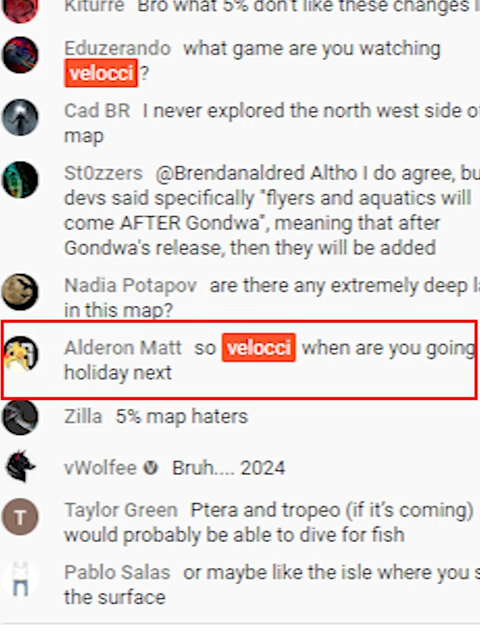 Kiturre Bro what 5% don't like these changes
Eduzerando what game are you watching
velocci ?
Cad BR I never explored the north west side
map
St0zzers @Brendanaldred Altho I do agree,
devs said specifically "flyers and aquatics will
come AFTER Gondwa", meaning that after
Gondwa's release, then they will be added
Nadia Potapov are there any extremely deep
in this map?
Alderon Matt so velocci when are you going
holiday next
Zilla 5% map haters
vWolfee Bruh.... 2024
T
Taylor Green Ptera and tropeo (if it's coming)
would probably be able to dive for fish
Pablo Salas or maybe like the isle where you
the surface